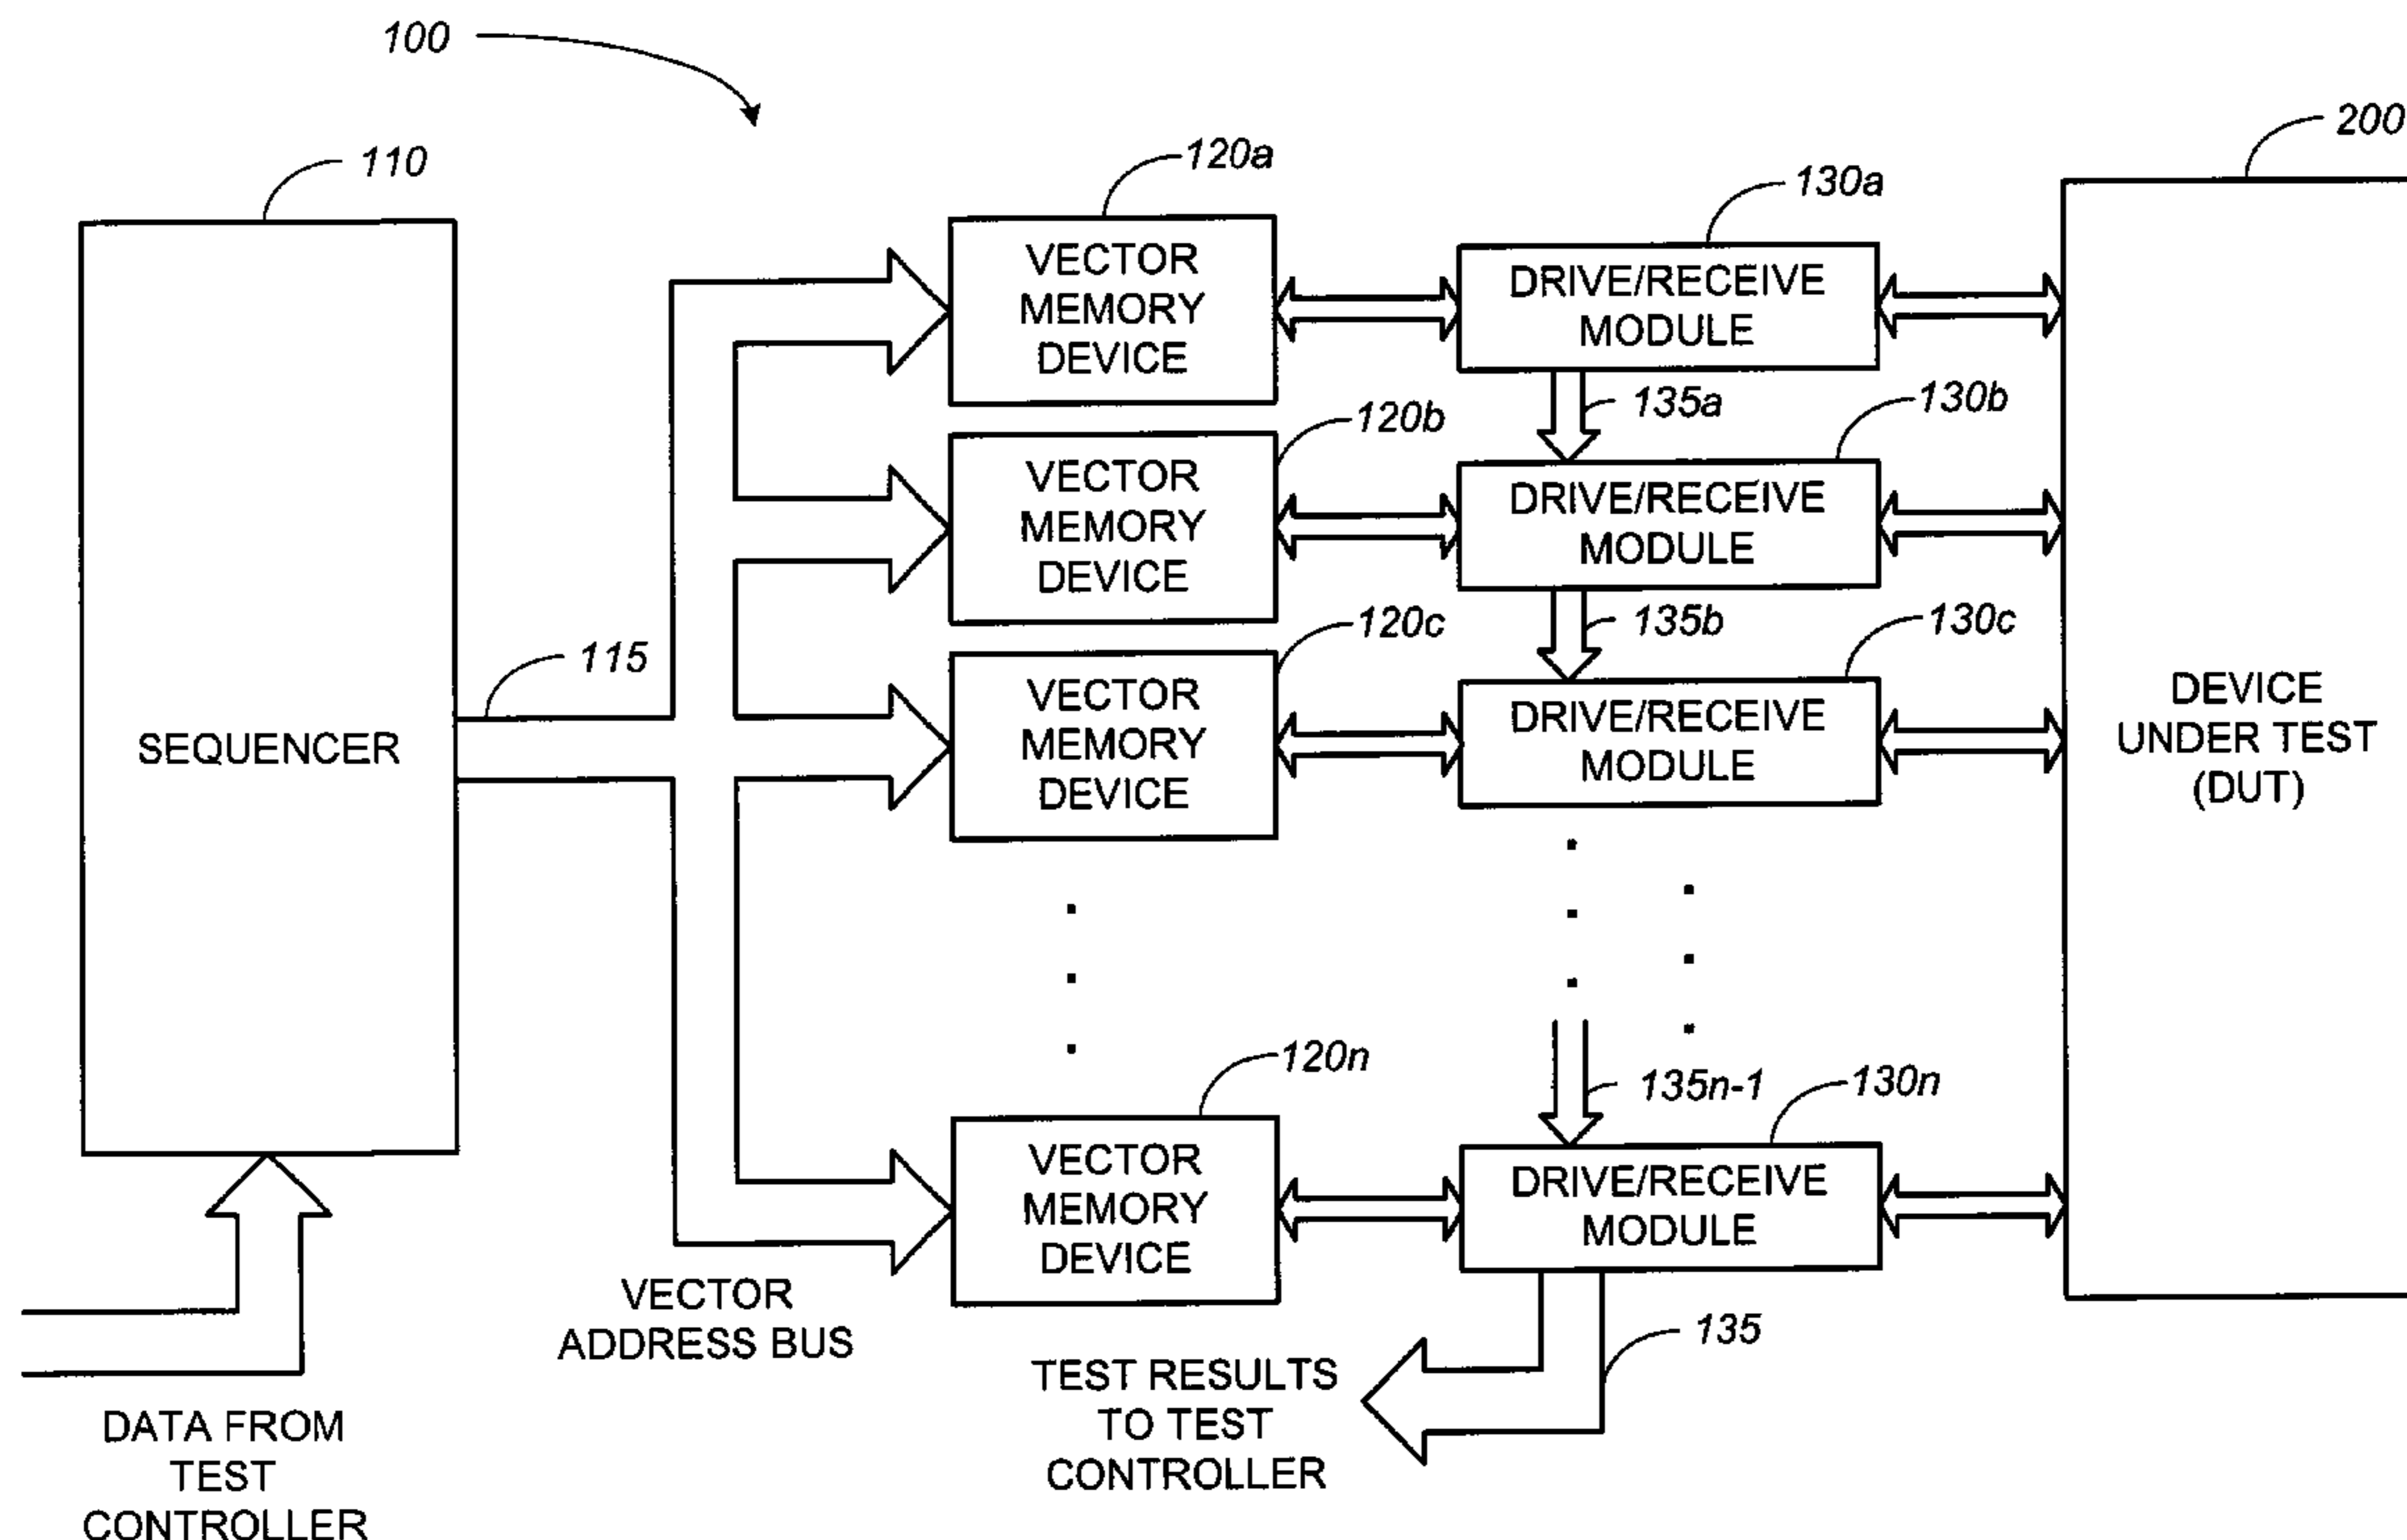 100
110
120a
130a
200
VECTOR
MEMORY
DEVICE
DRIVE/RECEIVE
MODULE
135a
120b
130b
VECTOR
MEMORY
DEVICE
DRIVE/RECEIVE
MODULE
135b
120c
130c
115
SEQUENCER
VECTOR
MEMORY
DEVICE
DRIVE/RECEIVE
MODULE
DEVICE
UNDER TEST
(DUT)
120n
135n-1
130n
VECTOR
MEMORY
DEVICE
DRIVE/RECEIVE
MODULE
VECTOR
ADDRESS BUS
135
TEST RESULTS
TO TEST
CONTROLLER
DATA FROM
TEST
CONTROLLER